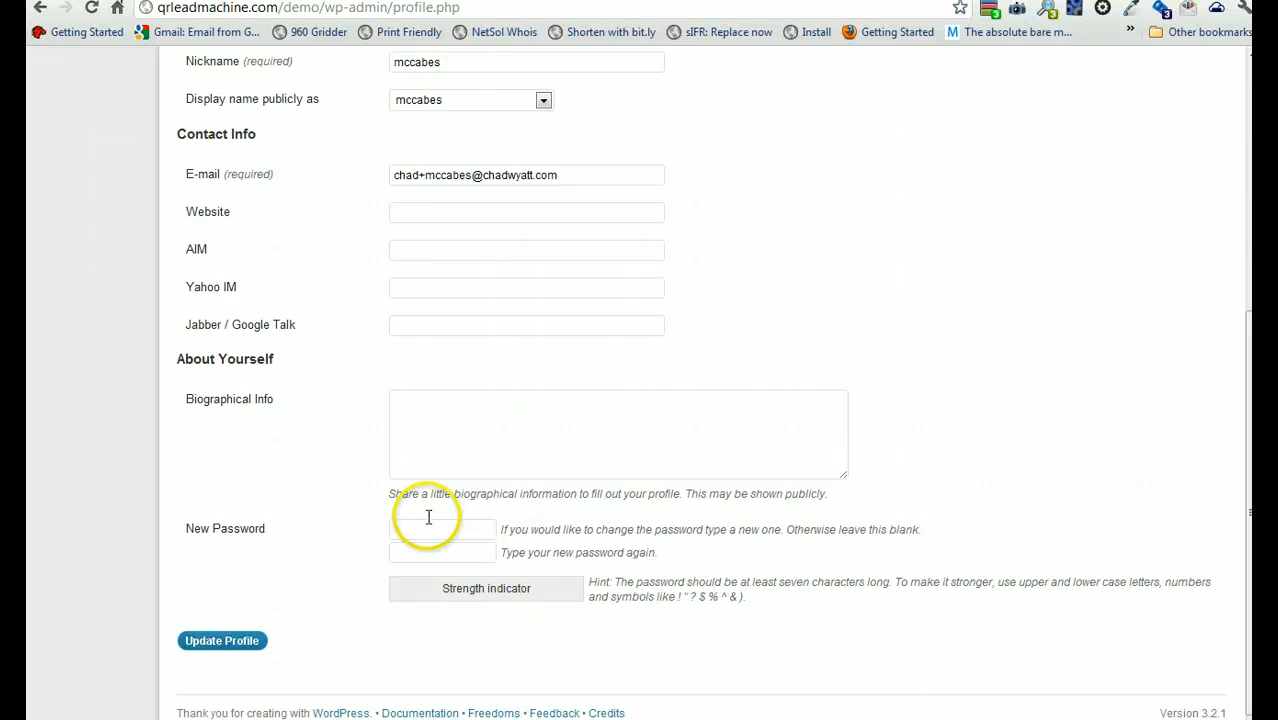 qrleadmachine.com/demo/wp-admin/profile.php
Getting Started Gmail: Email from G... 960 Gridder Print Friendly NetSol Whois Shorten with bit.ly sIFR: Replace now Install Getting Started The absolute bare m... » Other bookmarks
Nickname (required) mccabes
Display name publicly as mccabes
Contact Info
E-mail (required) chad+mccabes@chadwyatt.com
Website
AIM
Yahoo IM
Jabber / Google Talk
About Yourself
Biographical Info
Share a little biographical information to fill out your profile. This may be shown publicly.
New Password If you would like to change the password type a new one. Otherwise leave this blank.
Type your new password again.
Strength indicator Hint: The password should be at least seven characters long. To make it stronger, use upper and lower case letters, numbers
and symbols like ! " ? $ % ^ & ).
Update Profile
Thank you for creating with WordPress. • Documentation • Freedoms • Feedback • Credits Version 3.2.1